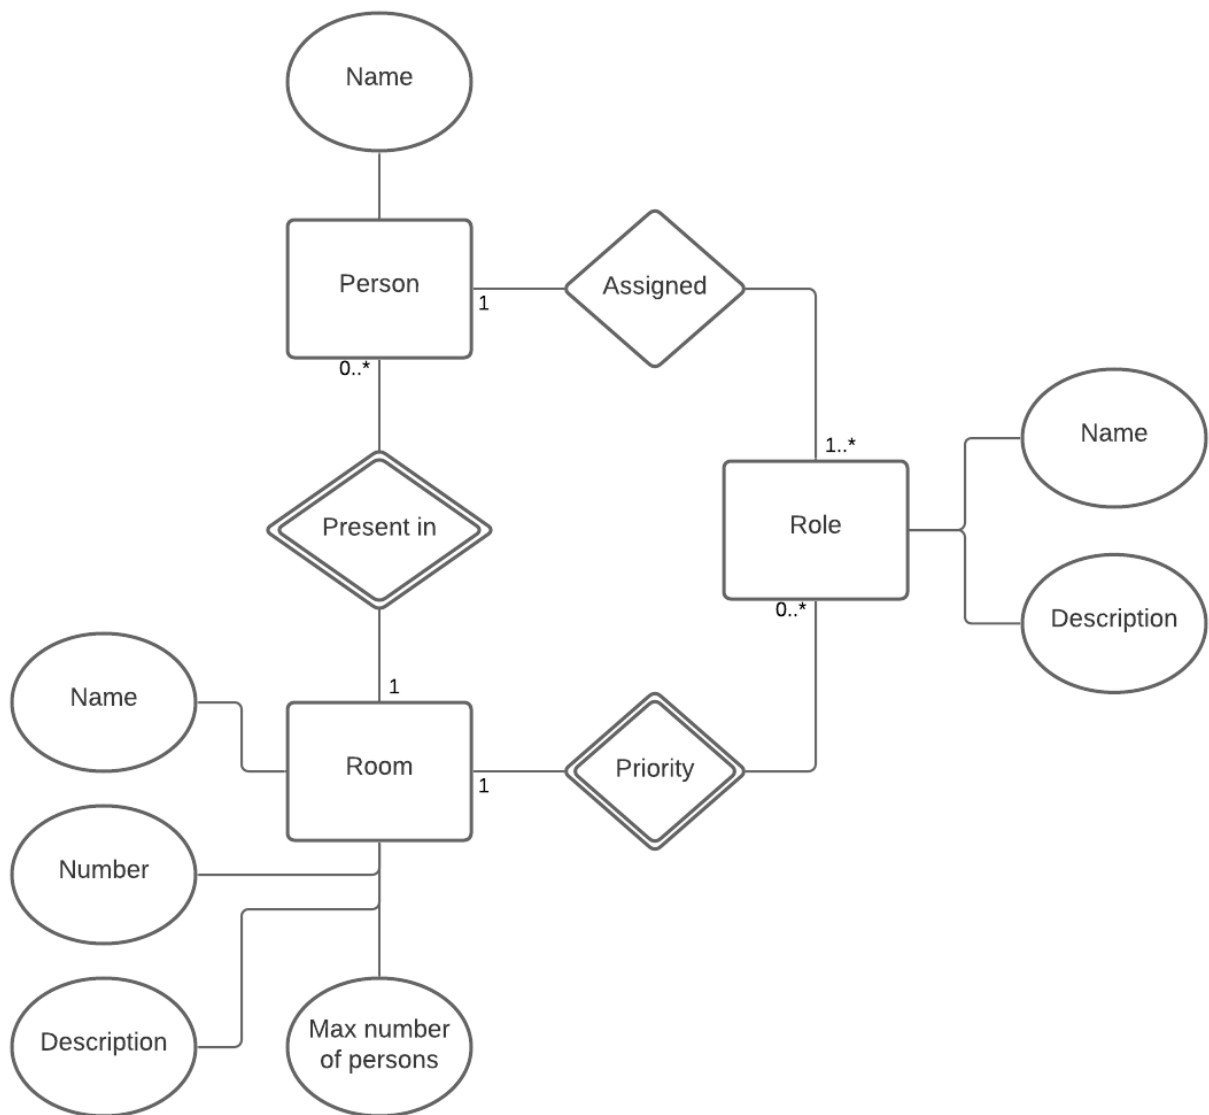 Name
Person
Assigned
1
0..*
1..*
Name
Present in
Role
0..*
Description
1
Name
Room
Priority
1
Number
Description
Max number
of persons